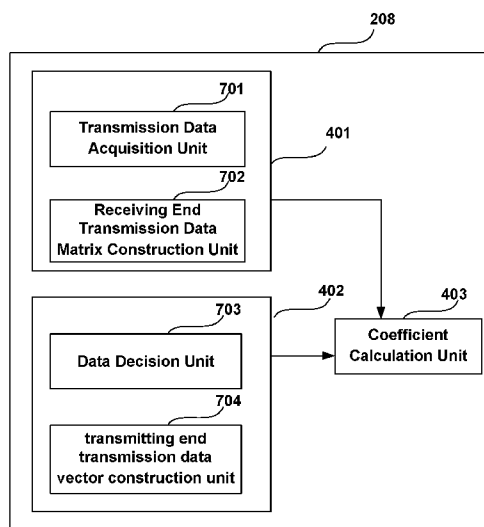 208
701
Transmission Data
Acquisition Unit
401
702
Receiving End
Transmission Data
Matrix Construction Unit
402
703
403
Data Decision Unit
Coefficient
Calculation Unit
704
transmitting end
transmission data
vector construction unit